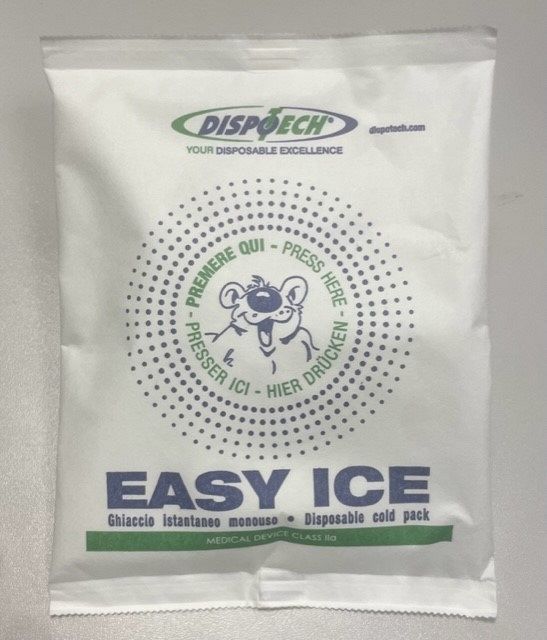 DISPOTECH®
dispotech.com
YOUR DISPOSABLE EXCELLENCE
- PREMERE QUI - PRESS HERE - HIER DRÜCKEN - PRESSER ICI
EASY ICE
Ghiaccio istantaneo monouso • Disposable cold pack
MEDICAL DEVICE CLASS IIa